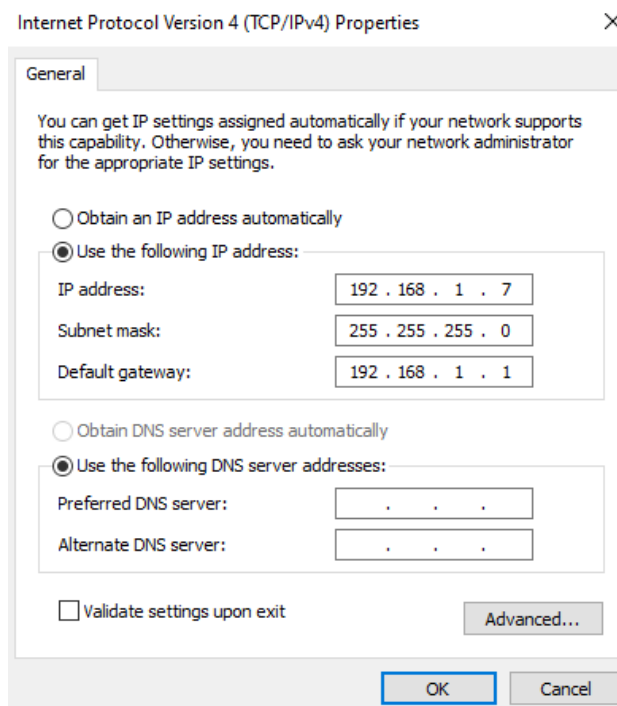 Internet Protocol Version 4 (TCP/IPv4) Properties
General
You can get IP settings assigned automatically if your network supports
this capability. Otherwise, you need to ask your network administrator
for the appropriate IP settings.
Obtain an IP address automatically
Use the following IP address:
IP address: 192 . 168 . 1 . 7
Subnet mask: 255 . 255 . 255 . 0
Default gateway: 192 . 168 . 1 . 1
Obtain DNS server address automatically
Use the following DNS server addresses:
Preferred DNS server: . . .
Alternate DNS server: . . .
Validate settings upon exit
Advanced...
OK Cancel